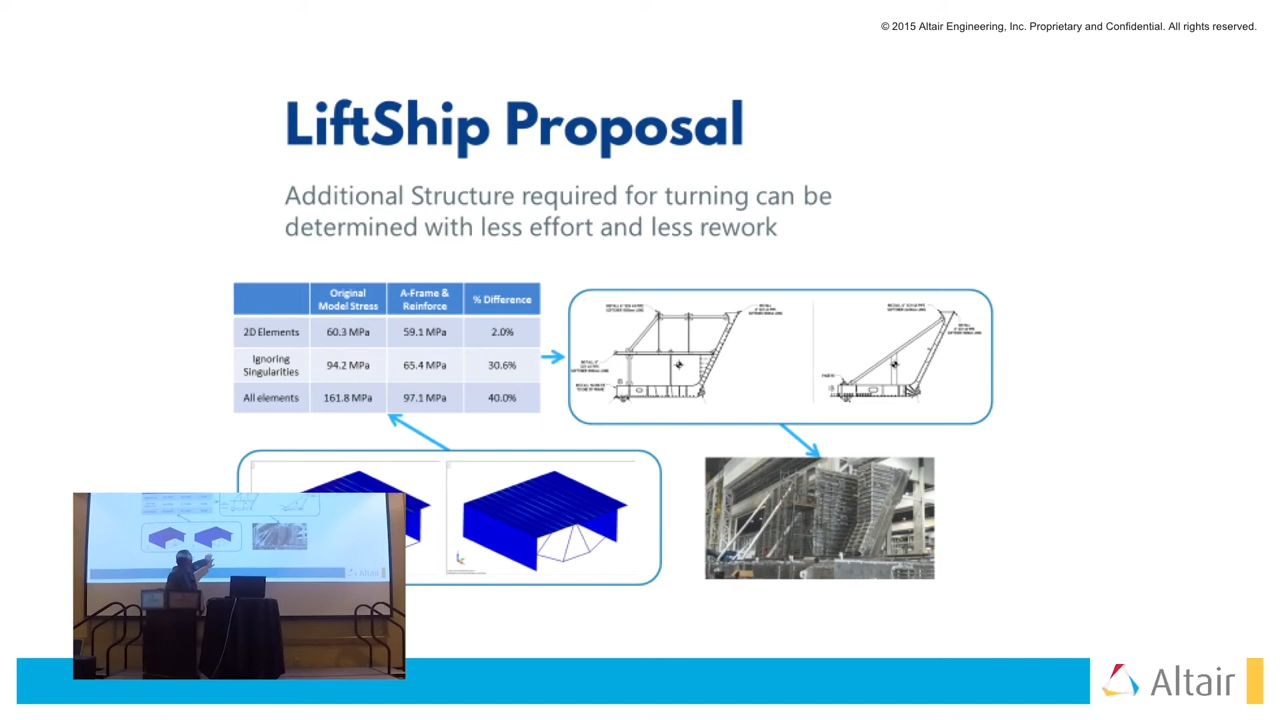 © 2015 Altair Engineering, Inc. Proprietary and Confidential. All rights reserved.
LiftShip Proposal
Additional Structure required for turning can be
determined with less effort and less rework
Original
Model Stress
A-Frame &
Reinforce
% Difference
2D Elements
60.3 MPa
59.1 MPa
2.0%
Ignoring
Singularities
94.2 MPa
65.4 MPa
30.6%
All elements
161.8 MPa
97.1 MPa
40.0%
Altair
Altair